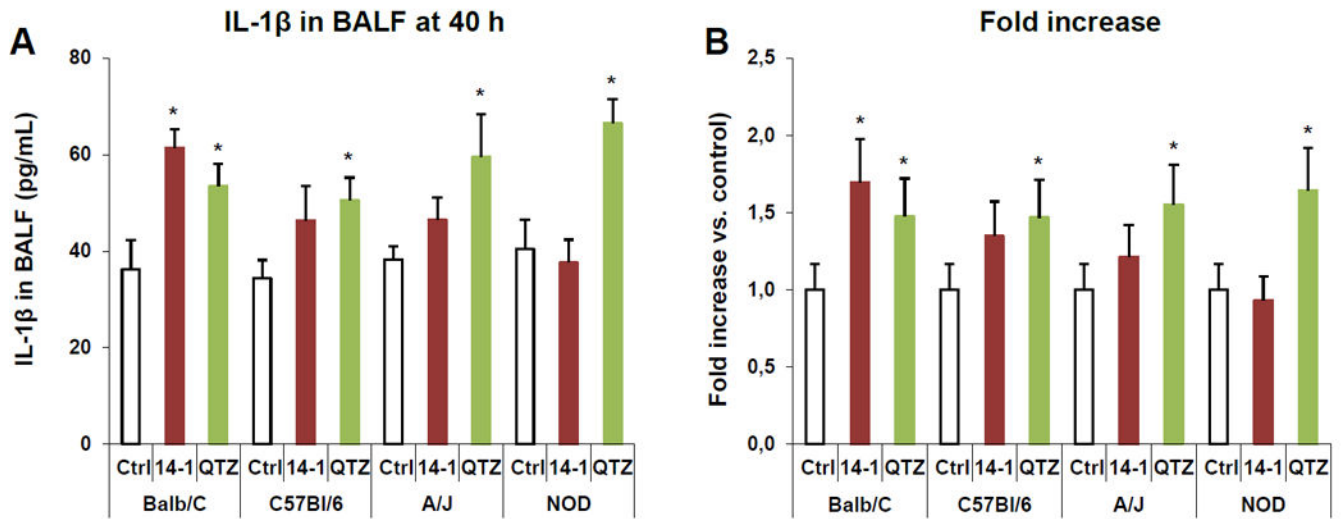 A
IL-1β in BALF at 40 h
IL-1β in BALF (pg/mL)
80
60
40
20
0
* * * * *
Ctrl 14-1 QTZ Ctrl 14-1 QTZ Ctrl 14-1 QTZ Ctrl 14-1 QTZ
Balb/C C57Bl/6 A/J NOD
B
Fold increase
Fold increase vs. control)
2,5
2,0
1,5
1,0
0,5
0,0
* * * * *
Ctrl 14-1 QTZ Ctrl 14-1 QTZ Ctrl 14-1 QTZ Ctrl 14-1 QTZ
Balb/C C57Bl/6 A/J NOD